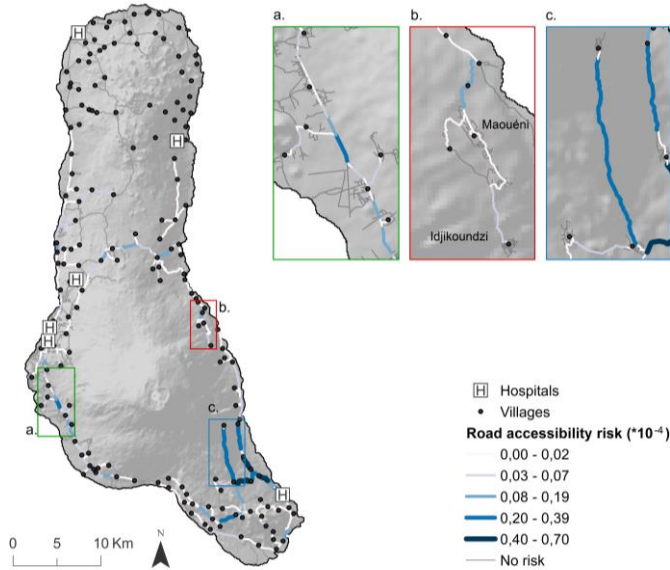 a.
b.
c.
H
H
Maouéni
Idjikoundzi
H
H
H
b.
a.
c.
H
H Hospitals
Villages
Road accessibility risk (*10⁻⁴)
0,00 - 0,02
0,03 - 0,07
0,08 - 0,19
0,20 - 0,39
0,40 - 0,70
No risk
N
0 5 10 Km